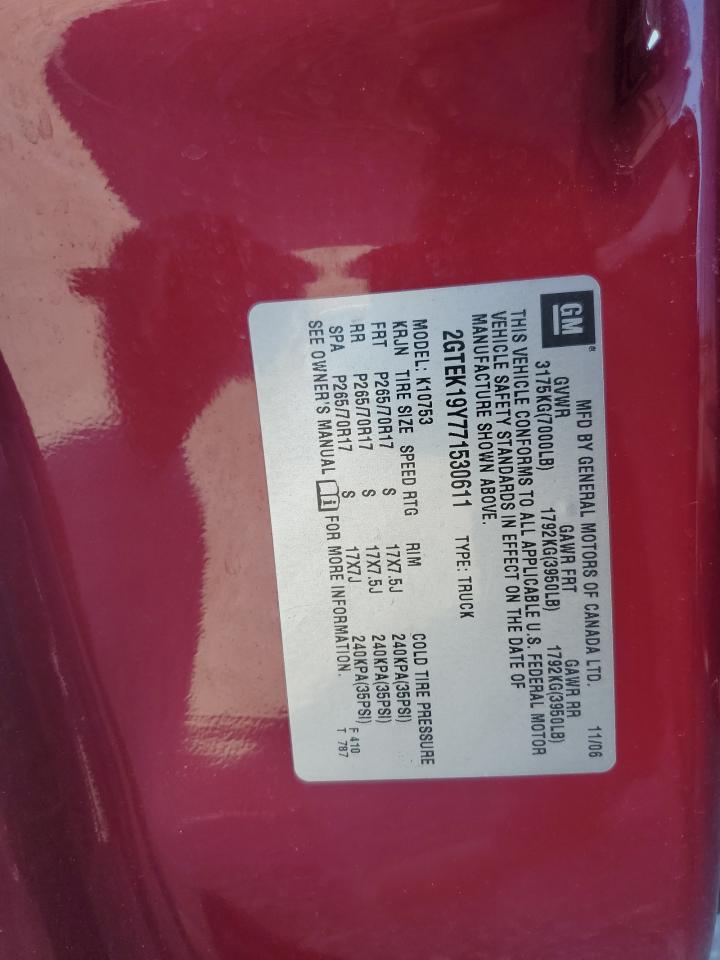 GM® MFD BY GENERAL MOTORS OF CANADA LTD. 11/06
GVWR GAWR FRT GAWR RR
3175KG(7000LB) 1792KG(3950LB) 1792KG(3950LB)
THIS VEHICLE CONFORMS TO ALL APPLICABLE U.S. FEDERAL MOTOR
VEHICLE SAFETY STANDARDS IN EFFECT ON THE DATE OF
MANUFACTURE SHOWN ABOVE.
2GTEK19Y771530611 TYPE: TRUCK
MODEL: K10753
KRJN TIRE SIZE SPEED RTG RIM COLD TIRE PRESSURE
FRT P265/70R17 S 17X7.5J 240KPA(35PSI)
RR P265/70R17 S 17X7.5J 240KPA(35PSI)
SPA P265/70R17 S 17X7J 240KPA(35PSI)
SEE OWNER'S MANUAL i FOR MORE INFORMATION.
F 410
T 787